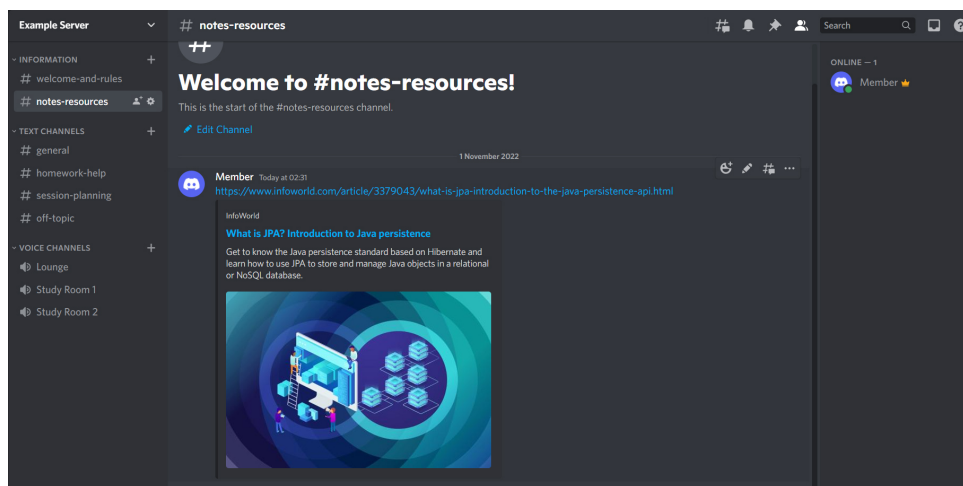 Example Server
# notes-resources
Search
INFORMATION
# welcome-and-rules
# notes-resources
TEXT CHANNELS
# general
# homework-help
# session-planning
# off-topic
VOICE CHANNELS
Lounge
Study Room 1
Study Room 2
#
Welcome to #notes-resources!
This is the start of the #notes-resources channel.
Edit Channel
1 November 2022
Member Today at 02:31
https://www.infoworld.com/article/3379043/what-is-jpa-introduction-to-the-java-persistence-api.html
InfoWorld
What is JPA? Introduction to Java persistence
Get to know the Java persistence standard based on Hibernate and
learn how to use JPA to store and manage Java objects in a relational
or NoSQL database.
ONLINE — 1
Member